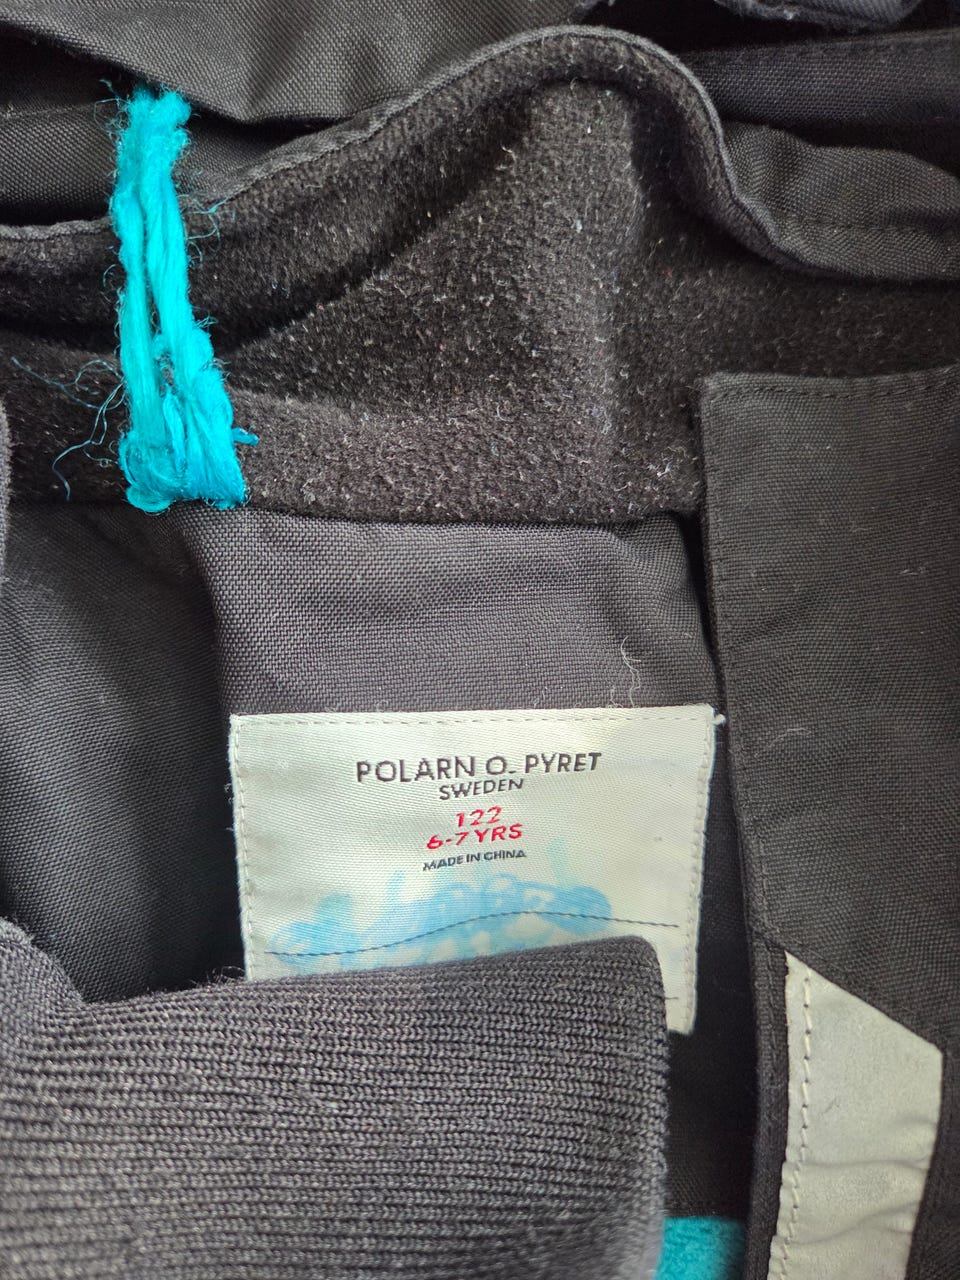 POLARN O. PYRET
SWEDEN
122
6-7 YRS
MADE IN CHINA